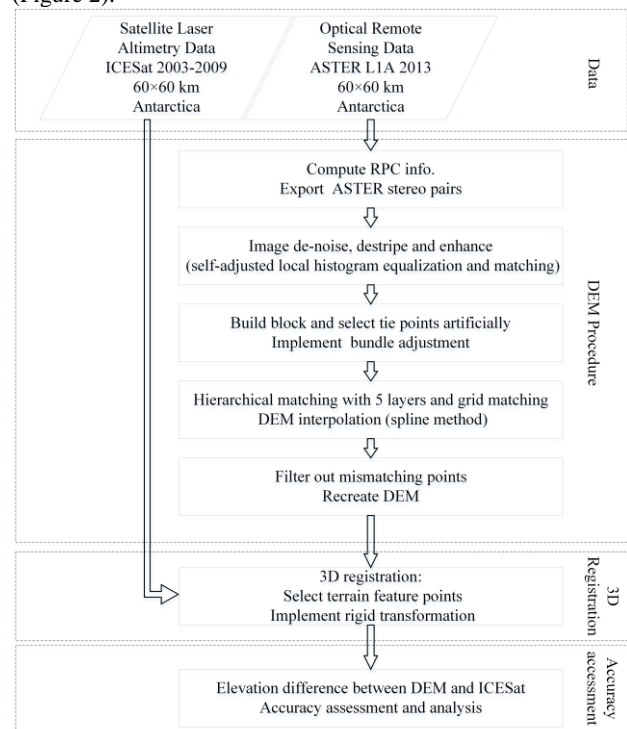 (Figure 2).
Satellite Laser
Altimetry Data
ICESat 2003-2009
60×60 km
Antarctica
Optical Remote
Sensing Data
ASTER L1A 2013
60×60 km
Antarctica
Data
Compute RPC info.
Export ASTER stereo pairs
Image de-noise, destripe and enhance
(self-adjusted local histogram equalization and matching)
Build block and select tie points artificially
Implement bundle adjustment
Hierarchical matching with 5 layers and grid matching
DEM interpolation (spline method)
Filter out mismatching points
Recreate DEM
DEM Procedure
3D registration:
Select terrain feature points
Implement rigid transformation
3D
Registration
Elevation difference between DEM and ICESat
Accuracy assessment and analysis
Accuracy
accessment